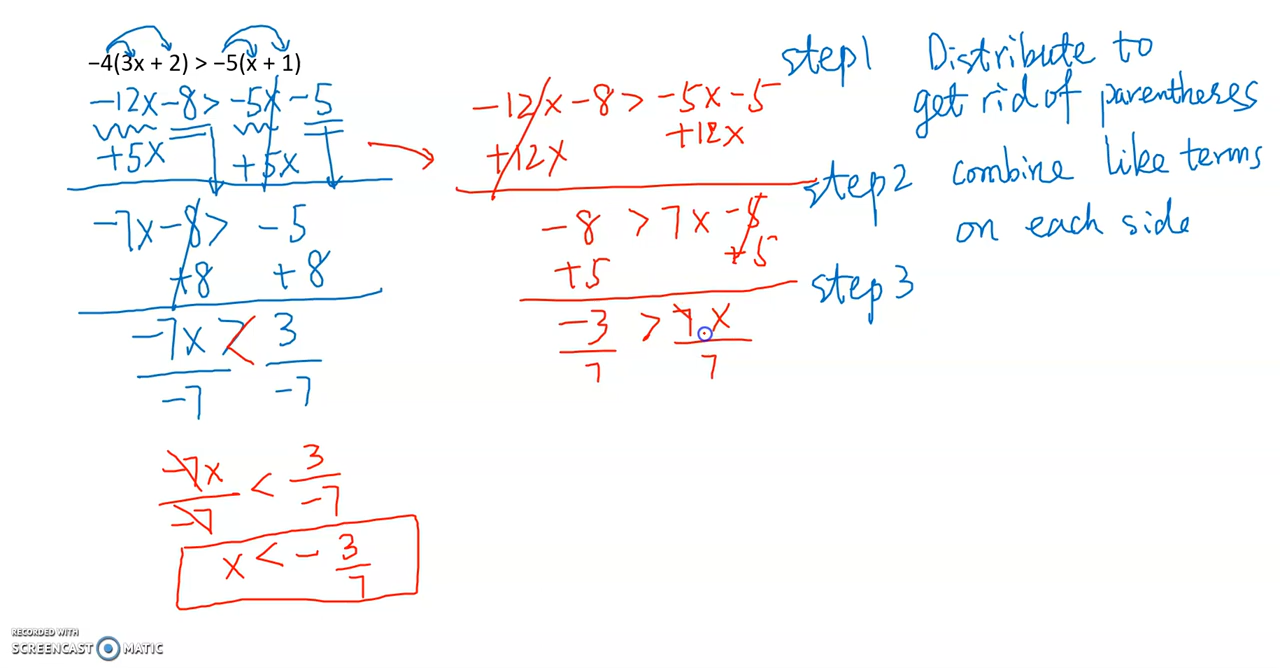 −4(3x + 2) > −5(x + 1)
-12x-8 > -5x-5
+5x +5x
-7x-8 > -5
+8 +8
-7x < 3
-7 -7
-7x < 3
-7 -7
x < - 3
7
-12x-8 > -5x-5
+12x
+12x
-8 > 7x-5
+5 +5
-3 > 7x
7 7
step1 Distribute to
get rid of parentheses
step2 combine like terms
on each side
step3
RECORDED WITH
SCREENCAST MATIC